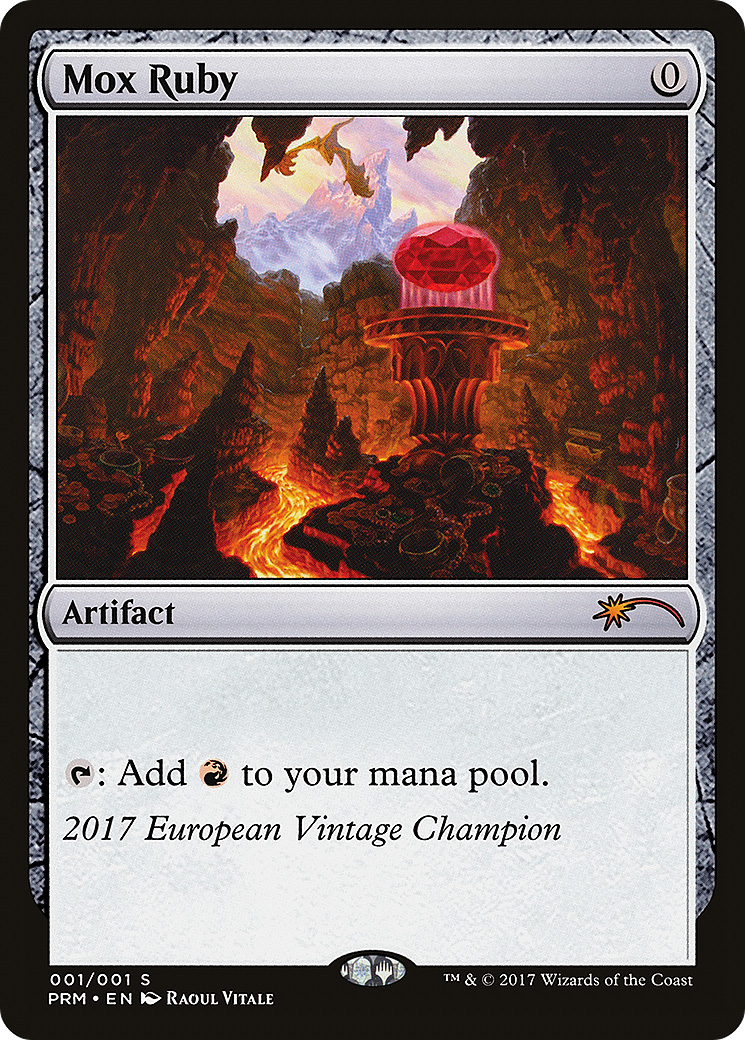 Mox Ruby 0
Artifact
: Add to your mana pool.
2017 European Vintage Champion
001/001 S
PRM • EN Raoul Vitale
™ & © 2017 Wizards of the Coast